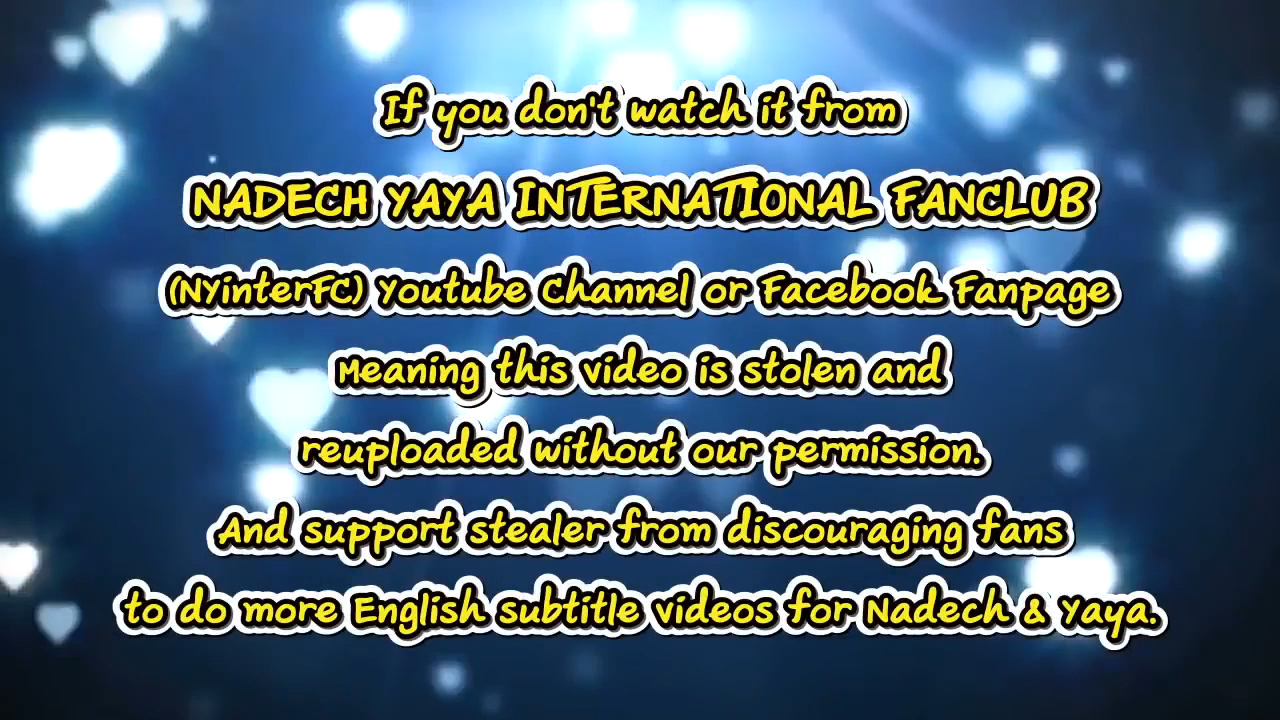 If you don't watch it from
NADECH YAYA INTERNATIONAL FANCLUB
(NYinterFC) Youtube Channel or Facebook Fanpage
Meaning this video is stolen and
reuploaded without our permission.
And support stealer from discouraging fans
to do more English subtitle videos for Nadech & Yaya.